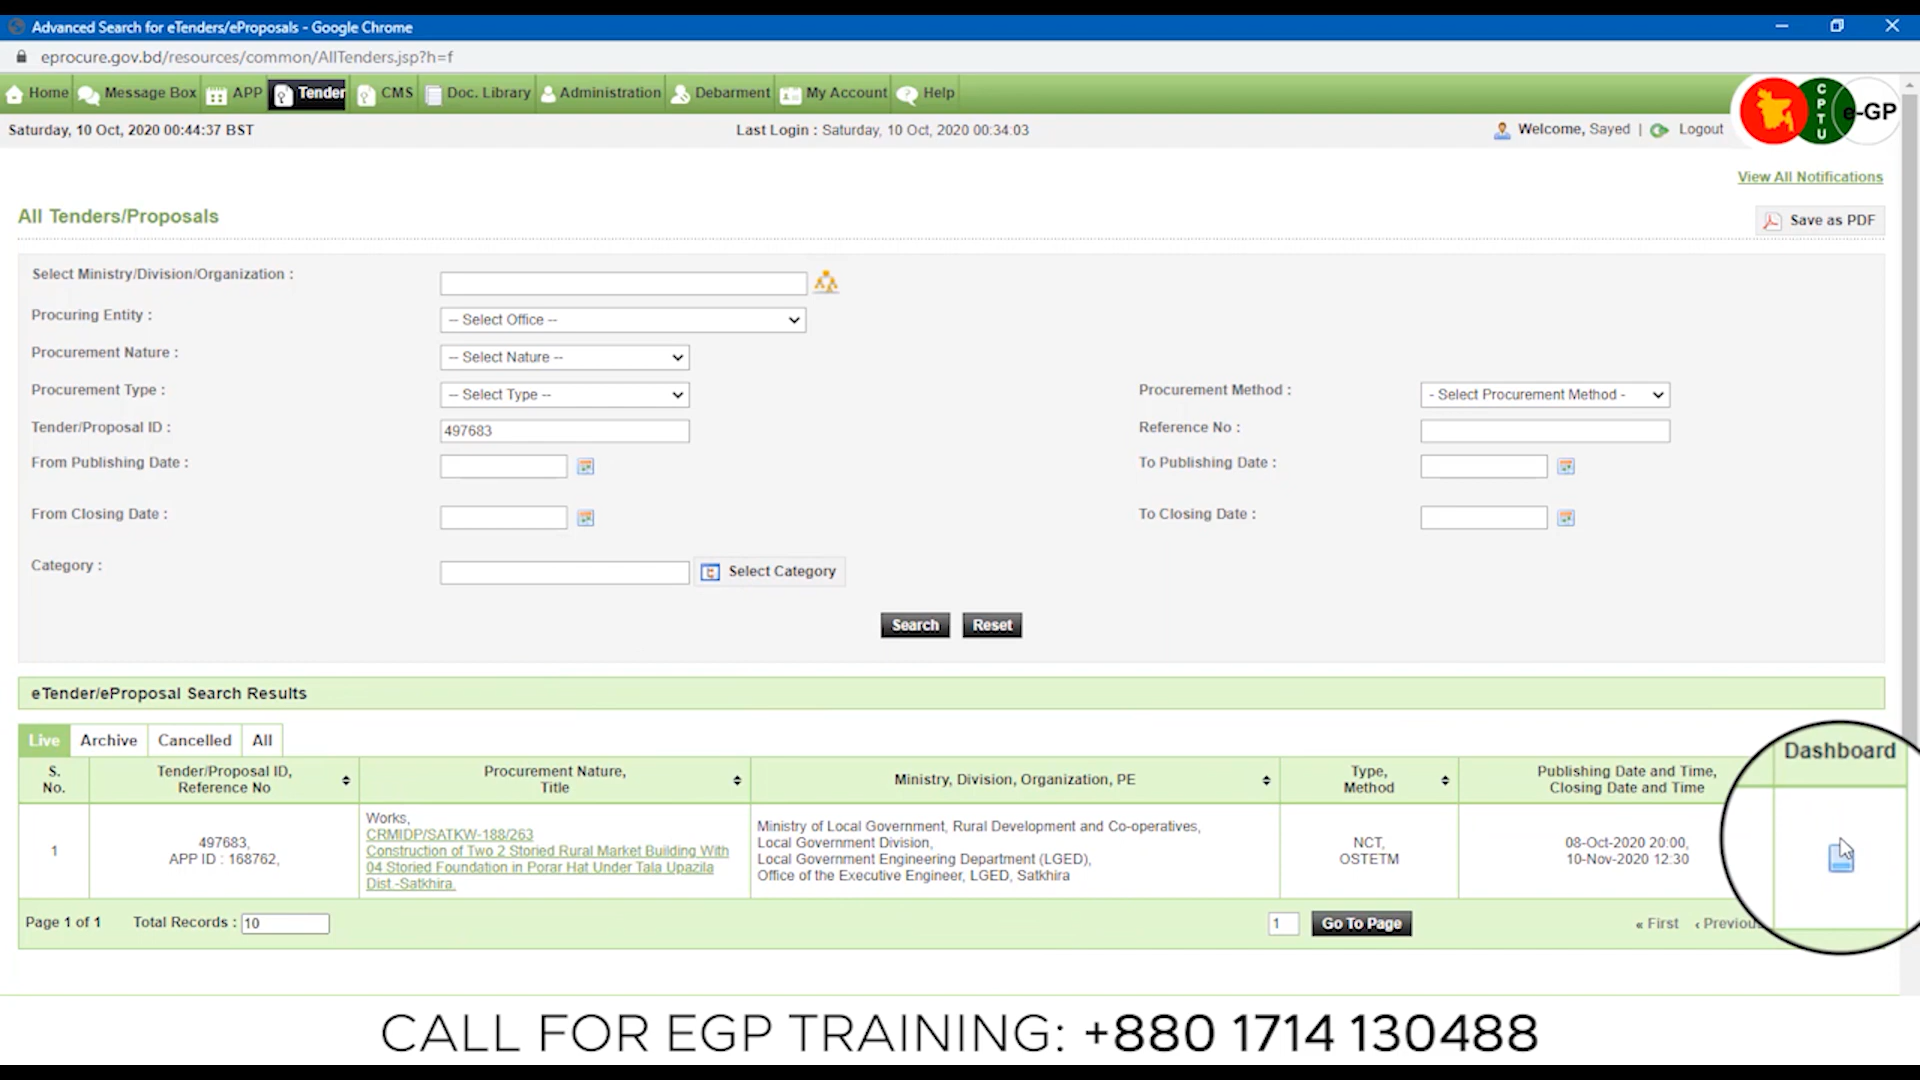 Advanced Search for eTenders/eProposals - Google Chrome
eprocure.gov.bd/resources/common/AllTenders.jsp?h=f
Home Message Box APP Tender CMS Doc. Library Administration Debarment My Account Help
CPTU e-GP
Saturday, 10 Oct, 2020 00:44:37 BST Last Login : Saturday, 10 Oct, 2020 00:34:03 Welcome, Sayed | Logout
View All Notifications
All Tenders/Proposals
Save as PDF
Select Ministry/Division/Organization :
Procuring Entity : -- Select Office --
Procurement Nature : -- Select Nature --
Procurement Type : -- Select Type -- Procurement Method : - Select Procurement Method -
Tender/Proposal ID : 497683 Reference No :
From Publishing Date : To Publishing Date :
From Closing Date : To Closing Date :
Category : Select Category
Search Reset
eTender/eProposal Search Results
Live Archive Cancelled All
S. No. Tender/Proposal ID, Reference No Procurement Nature, Title Ministry, Division, Organization, PE Type, Method Publishing Date and Time, Closing Date and Time Dashboard
1
497683,
APP ID : 168762,
Works,
CRMIDP/SATKW-188/263
Construction of Two 2 Storied Rural Market Building With
04 Storied Foundation in Porar Hat Under Tala Upazila
Dist.-Satkhira.
Ministry of Local Government, Rural Development and Co-operatives,
Local Government Division,
Local Government Engineering Department (LGED),
Office of the Executive Engineer, LGED, Satkhira
NCT,
OSTETM
08-Oct-2020 20:00,
10-Nov-2020 12:30
Page 1 of 1 Total Records : 10 1 Go To Page « First ‹ Previous
CALL FOR EGP TRAINING: +880 1714 130488